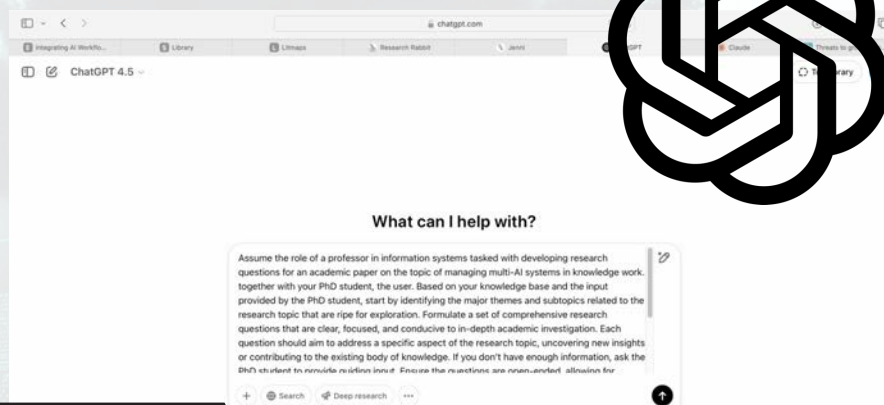 chatgpt.com
Integrating AI Workflo...
Library
Litmaps
Research Rabbit
Jenni
Claude
ChatGPT 4.5
What can I help with?
Assume the role of a professor in information systems tasked with developing research
questions for an academic paper on the topic of managing multi-AI systems in knowledge work.
together with your PhD student, the user. Based on your knowledge base and the input
provided by the PhD student, start by identifying the major themes and subtopics related to the
research topic that are ripe for exploration. Formulate a set of comprehensive research
questions that are clear, focused, and conducive to in-depth academic investigation. Each
question should aim to address a specific aspect of the research topic, uncovering new insights
or contributing to the existing body of knowledge. If you don't have enough information, ask the
PhD student to provide guiding input. Ensure the questions are open-ended, allowing for
Search
Deep research